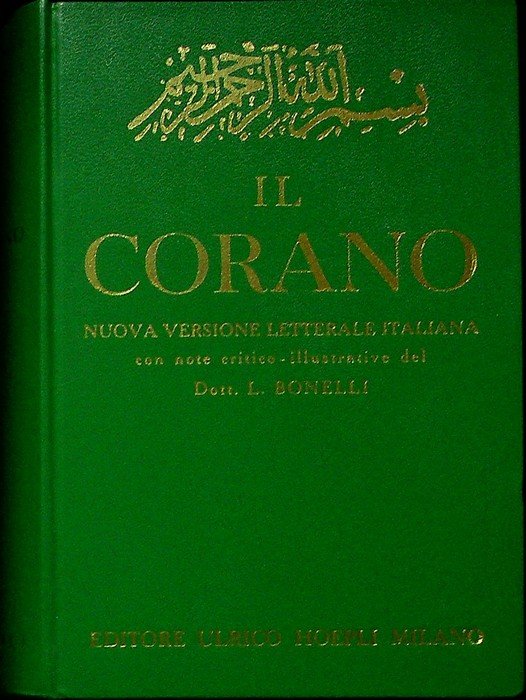 بسم الله الرحمن الرحيم
IL
CORANO
NUOVA VERSIONE LETTERALE ITALIANA
con note critico-illustrative del
Dott. L. BONELLI
EDITORE ULRICO HOEPLI MILANO